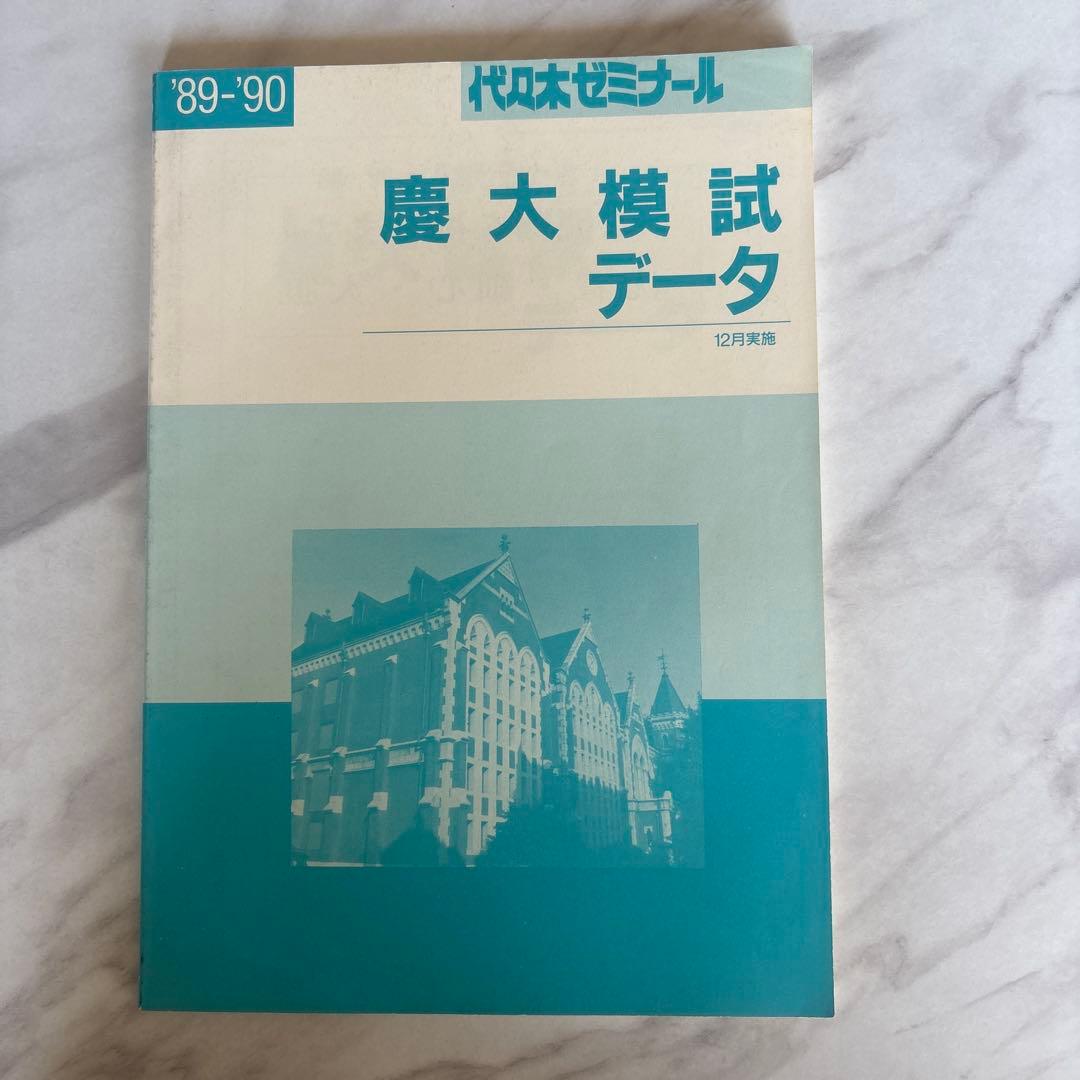 '89-'90
代々木ゼミナール
慶大模試
データ
12月実施